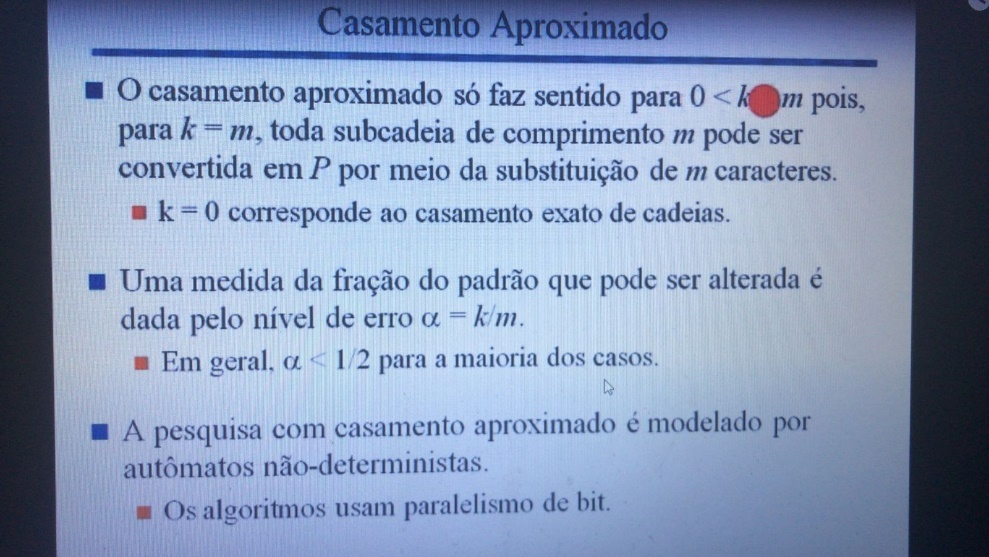 Casamento Aproximado
O casamento aproximado só faz sentido para 0 < k m pois,
para k = m, toda subcadeia de comprimento m pode ser
convertida em P por meio da substituição de m caracteres.
k = 0 corresponde ao casamento exato de cadeias.
Uma medida da fração do padrão que pode ser alterada é
dada pelo nível de erro α = k/m.
Em geral, α < 1/2 para a maioria dos casos.
A pesquisa com casamento aproximado é modelado por
autômatos não-deterministas.
Os algoritmos usam paralelismo de bit.